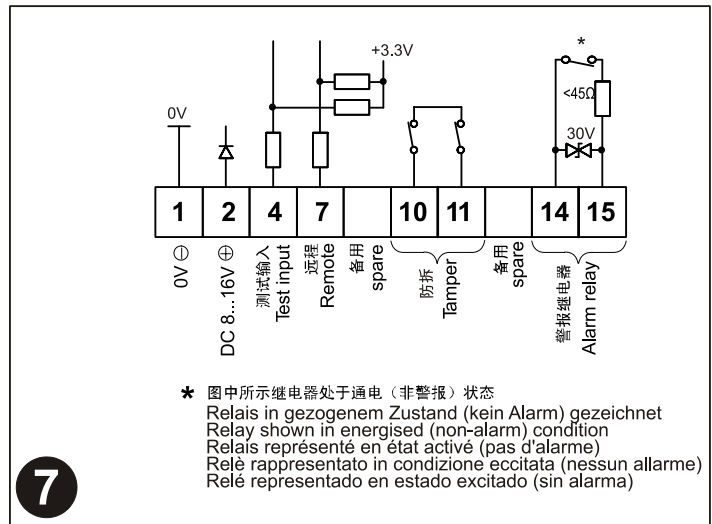 *
+3.3V
<45Ω
0V
30V
1 2 4 7 10 11 14 15
0V ⊖
DC 8...16V ⊕
测试输入
Test input
远程
Remote
备用
spare
防拆
Tamper
备用
spare
警报继电器
Alarm relay
* 图中所示继电器处于通电（非警报）状态
Relais in gezogenem Zustand (kein Alarm) gezeichnet
Relay shown in energised (non-alarm) condition
Relais représenté en état activé (pas d'alarme)
Relè rappresentato in condizione eccitata (nessun allarme)
Relé representado en estado excitado (sin alarma)
7